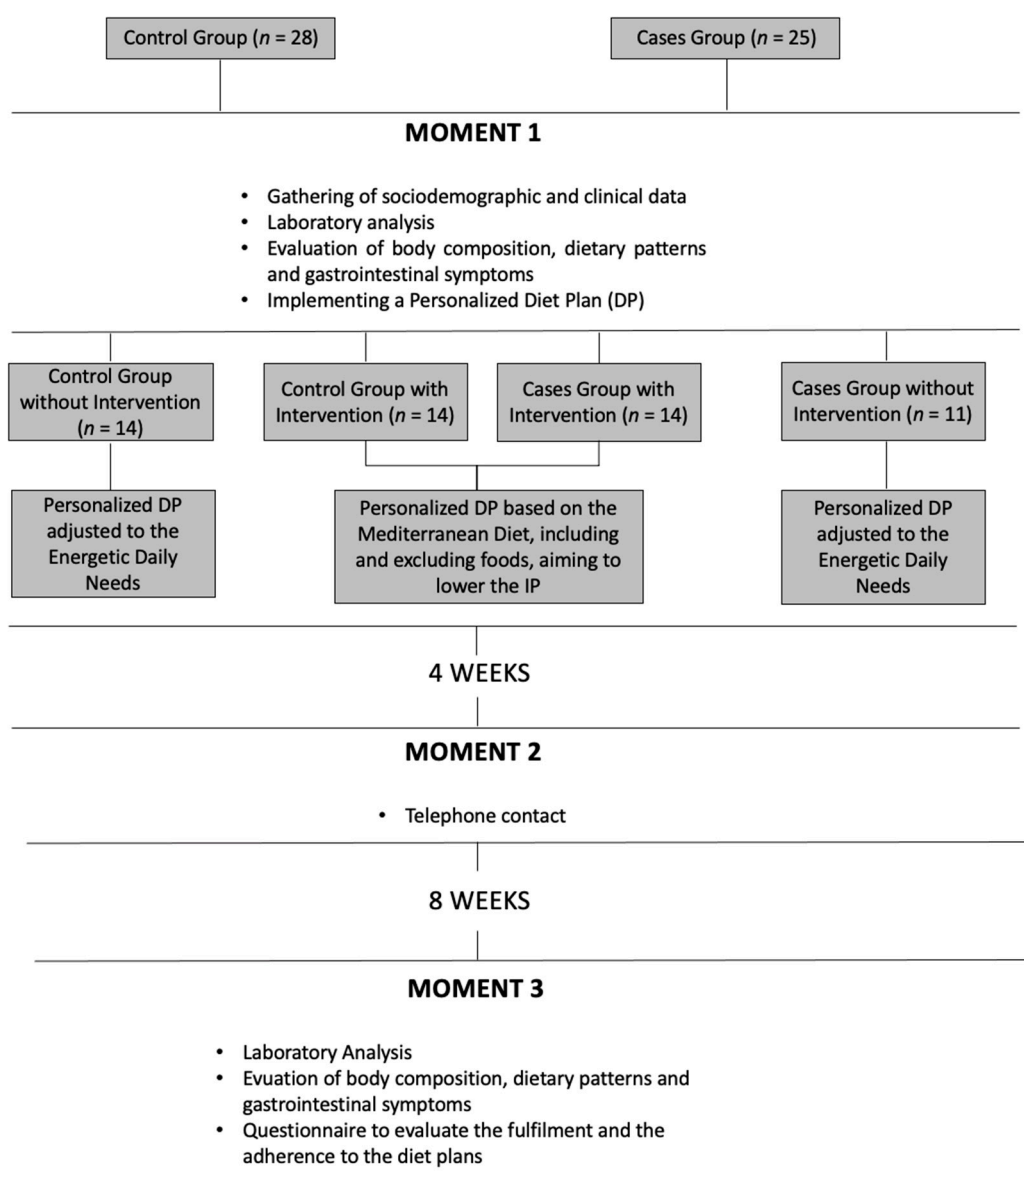 Control Group (n = 28)
Cases Group (n = 25)
MOMENT 1
• Gathering of sociodemographic and clinical data
• Laboratory analysis
• Evaluation of body composition, dietary patterns
and gastrointestinal symptoms
• Implementing a Personalized Diet Plan (DP)
Control Group
without Intervention
(n = 14)
Control Group with
Intervention (n = 14)
Cases Group with
Intervention (n = 14)
Cases Group without
Intervention (n = 11)
Personalized DP
adjusted to the
Energetic Daily
Needs
Personalized DP based on the
Mediterranean Diet, including
and excluding foods, aiming to
lower the IP
Personalized DP
adjusted to the
Energetic Daily
Needs
4 WEEKS
MOMENT 2
• Telephone contact
8 WEEKS
MOMENT 3
• Laboratory Analysis
• Evuation of body composition, dietary patterns and
gastrointestinal symptoms
• Questionnaire to evaluate the fulfilment and the
adherence to the diet plans